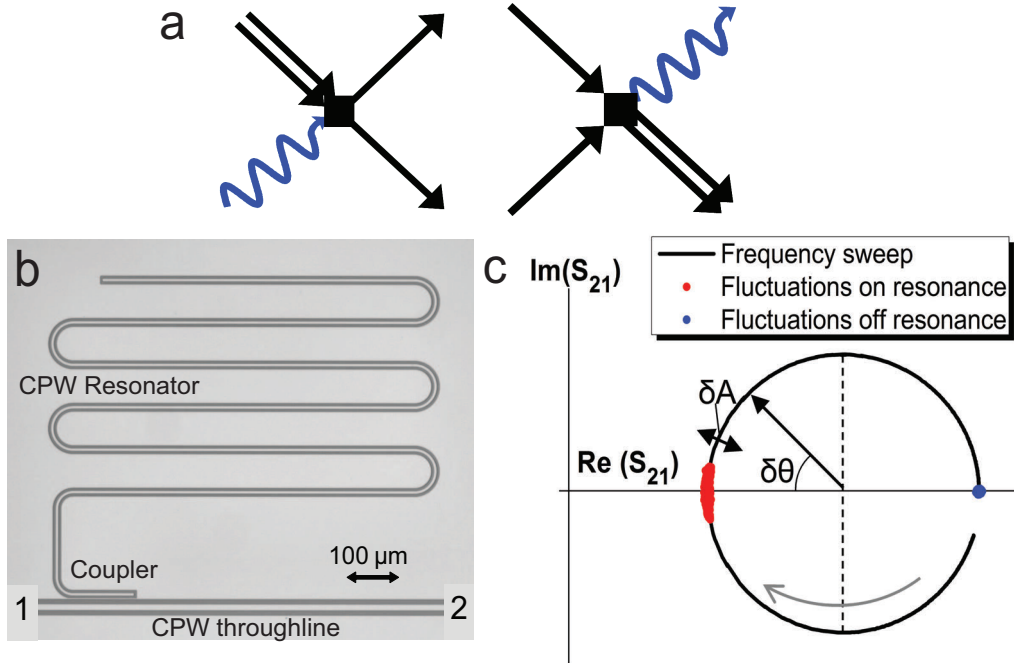 a
b
CPW Resonator
Coupler
100 μm
1
2
CPW throughline
c
Im(S21)
Frequency sweep
Fluctuations on resonance
Fluctuations off resonance
δA
Re (S21)
δθ